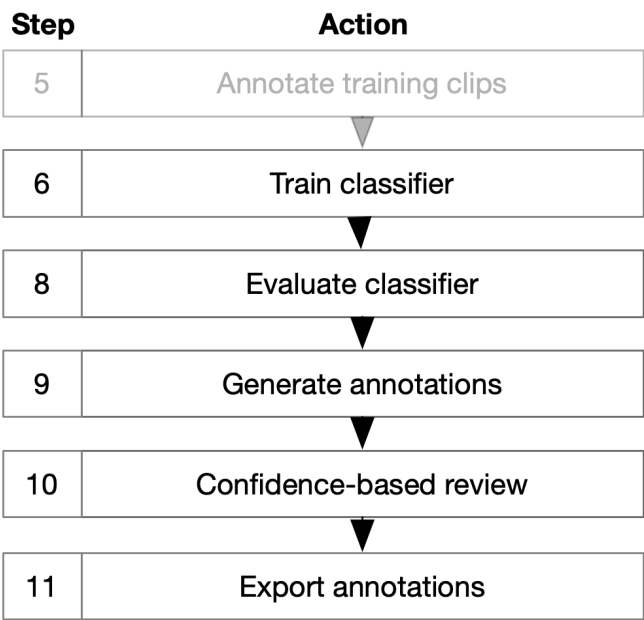 Step Action
5 Annotate training clips
6 Train classifier
8 Evaluate classifier
9 Generate annotations
10 Confidence-based review
11 Export annotations